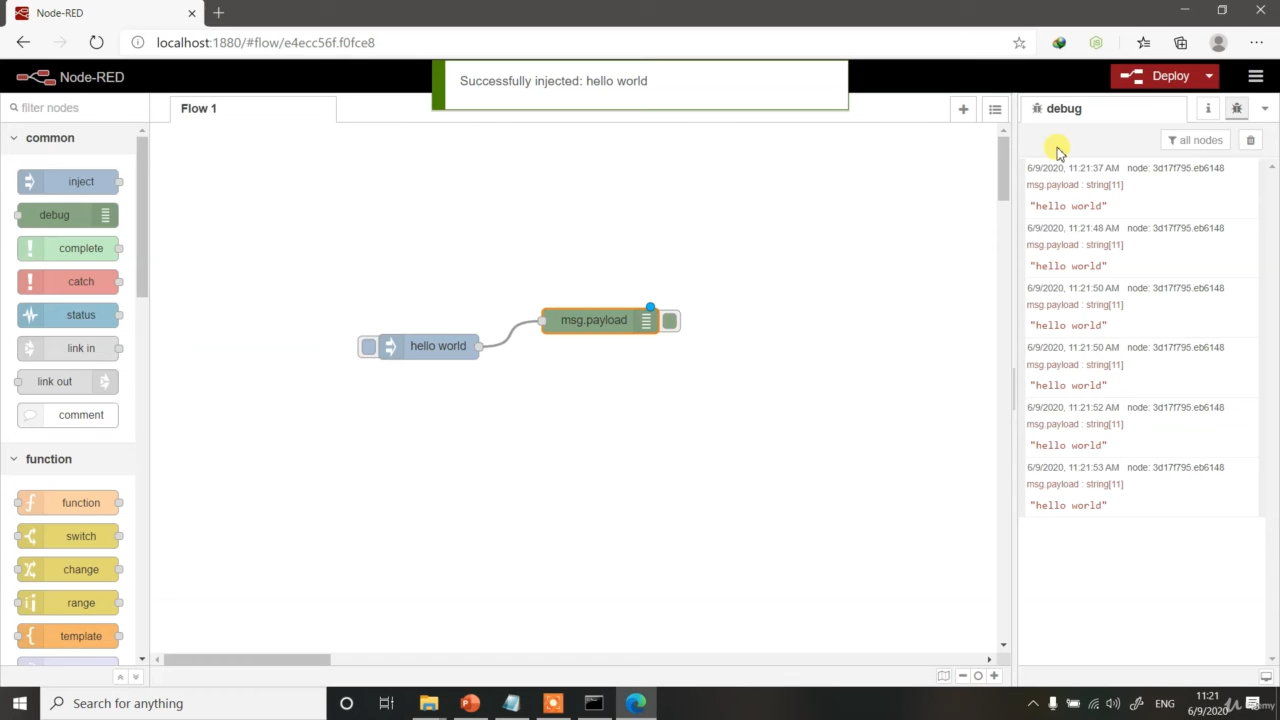 Node-RED
localhost:1880/#flow/e4ecc56f.f0fce8
Node-RED
Successfully injected: hello world
Deploy
filter nodes
Flow 1
debug
i
common
all nodes
inject
debug
complete
catch
status
link in
link out
comment
function
function
switch
change
range
template
hello world
msg.payload
6/9/2020, 11:21:37 AM node: 3d17f795.eb6148
msg.payload : string[11]
"hello world"
6/9/2020, 11:21:48 AM node: 3d17f795.eb6148
msg.payload : string[11]
"hello world"
6/9/2020, 11:21:50 AM node: 3d17f795.eb6148
msg.payload : string[11]
"hello world"
6/9/2020, 11:21:50 AM node: 3d17f795.eb6148
msg.payload : string[11]
"hello world"
6/9/2020, 11:21:52 AM node: 3d17f795.eb6148
msg.payload : string[11]
"hello world"
6/9/2020, 11:21:53 AM node: 3d17f795.eb6148
msg.payload : string[11]
"hello world"
Search for anything
ENG
11:21
6/9/2020